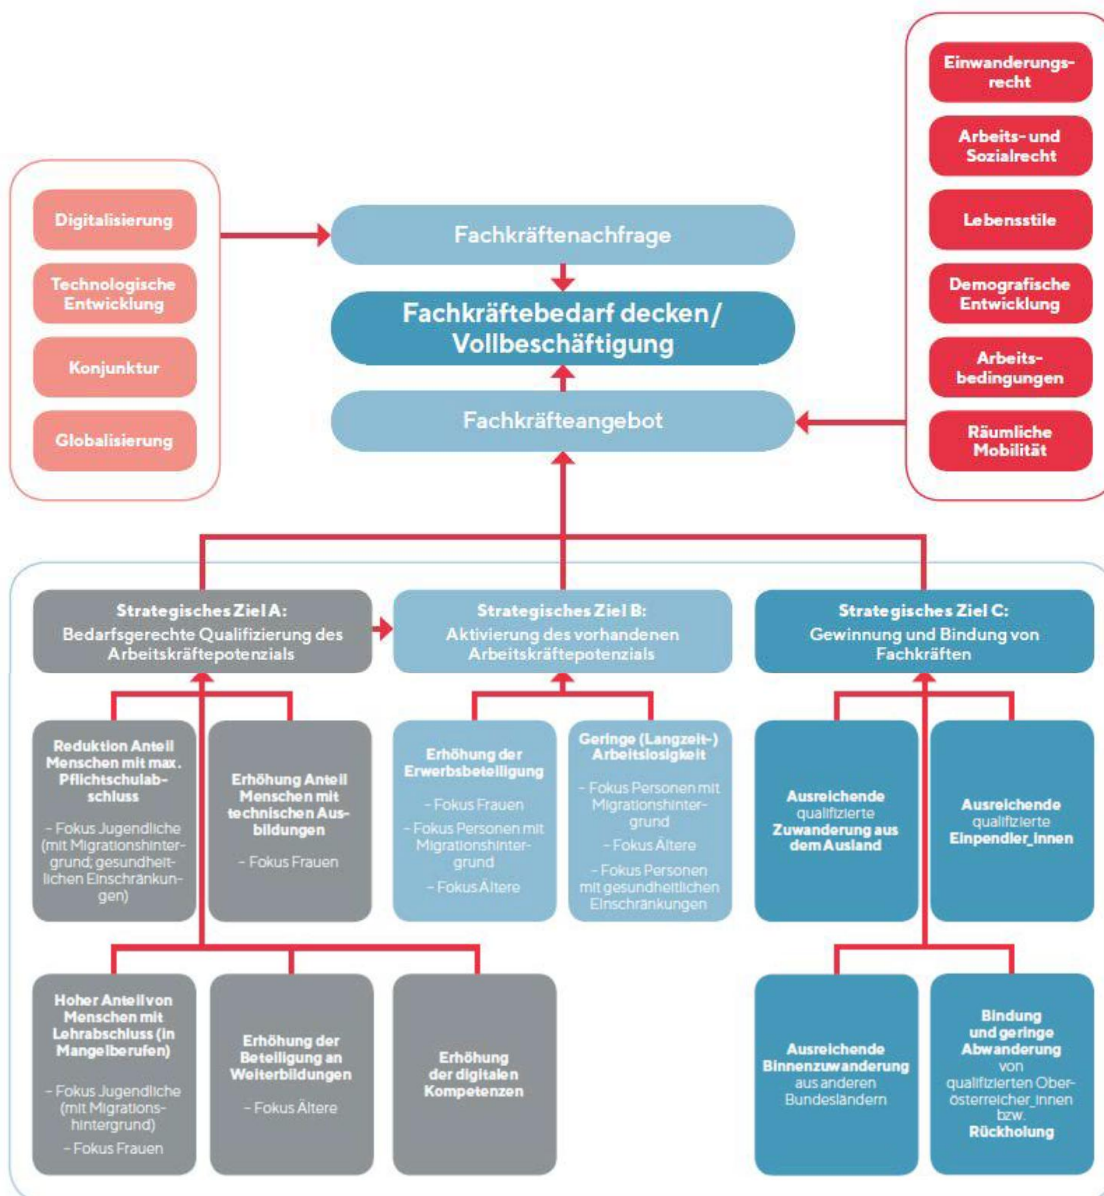 Einwanderungs-
recht
Arbeits- und
Sozialrecht
Lebensstile
Demografische
Entwicklung
Arbeits-
bedingungen
Räumliche
Mobilität
Digitalisierung
Technologische
Entwicklung
Konjunktur
Globalisierung
Fachkräftenachfrage
Fachkräftebedarf decken/
Vollbeschäftigung
Fachkräfteangebot
Strategisches Ziel A:
Bedarfsgerechte Qualifizierung des
Arbeitskräftepotenzials
Strategisches Ziel B:
Aktivierung des vorhandenen
Arbeitskräftepotenzials
Strategisches Ziel C:
Gewinnung und Bindung von
Fachkräften
Reduktion Anteil
Menschen mit max.
Pflichtschulab-
schluss
– Fokus Jugendliche
(mit Migrationshinter-
grund; gesundheit-
lichen Einschränkun-
gen)
Erhöhung Anteil
Menschen mit
technischen Aus-
bildungen
– Fokus Frauen
Erhöhung der
Erwerbsbeteiligung
– Fokus Frauen
– Fokus Personen mit
Migrationshinter-
grund
– Fokus Ältere
Geringe (Langzeit-)
Arbeitslosigkeit
– Fokus Personen mit
Migrationshinter-
grund
– Fokus Ältere
– Fokus Personen
mit gesundheitlichen
Einschränkungen
Ausreichende
qualifizierte
Zuwanderung aus
dem Ausland
Ausreichende
qualifizierte
Einpendler_innen
Hoher Anteil von
Menschen mit
Lehrabschluss (in
Mangelberufen)
– Fokus Jugendliche
(mit Migrations-
hintergrund)
– Fokus Frauen
Erhöhung der
Beteiligung an
Weiterbildungen
– Fokus Ältere
Erhöhung
der digitalen
Kompetenzen
Ausreichende
Binnenzuwanderung
aus anderen
Bundesländern
Bindung
und geringe
Abwanderung
von
qualifizierten Ober-
österreicher_innen
bzw.
Rückholung